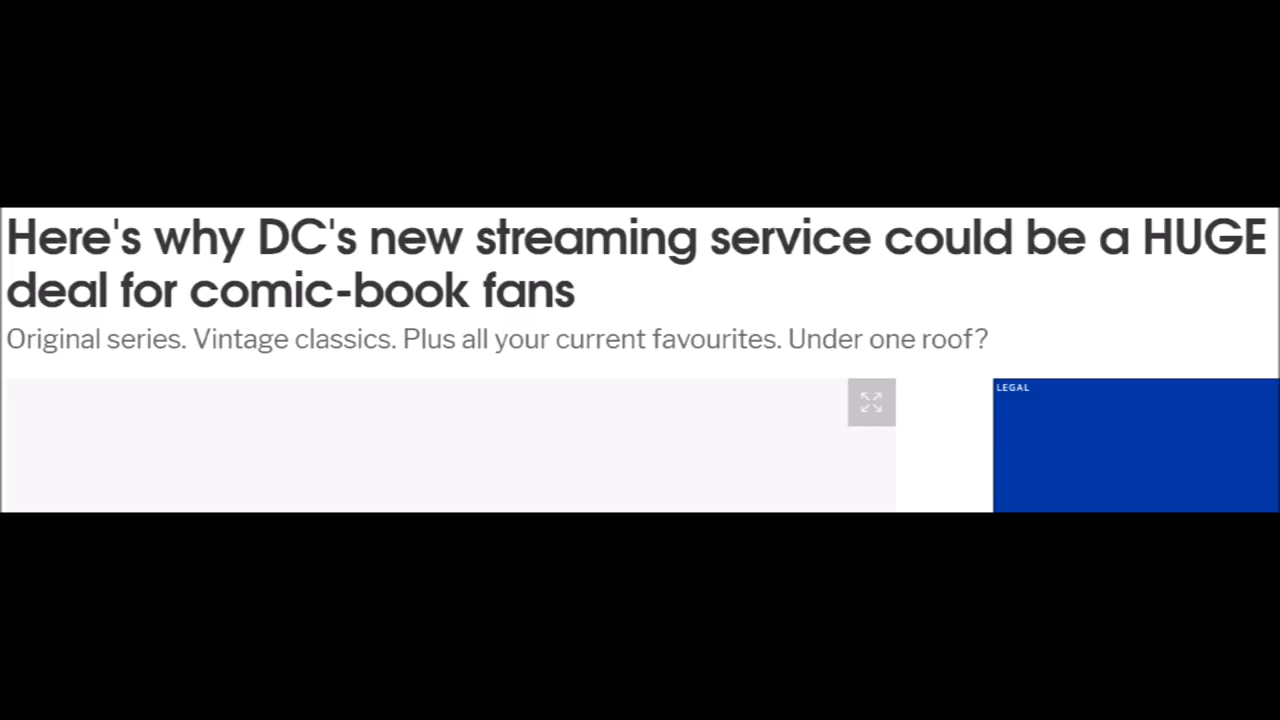 Here's why DC's new streaming service could be a HUGE
deal for comic-book fans
Original series. Vintage classics. Plus all your current favourites. Under one roof?
LEGAL